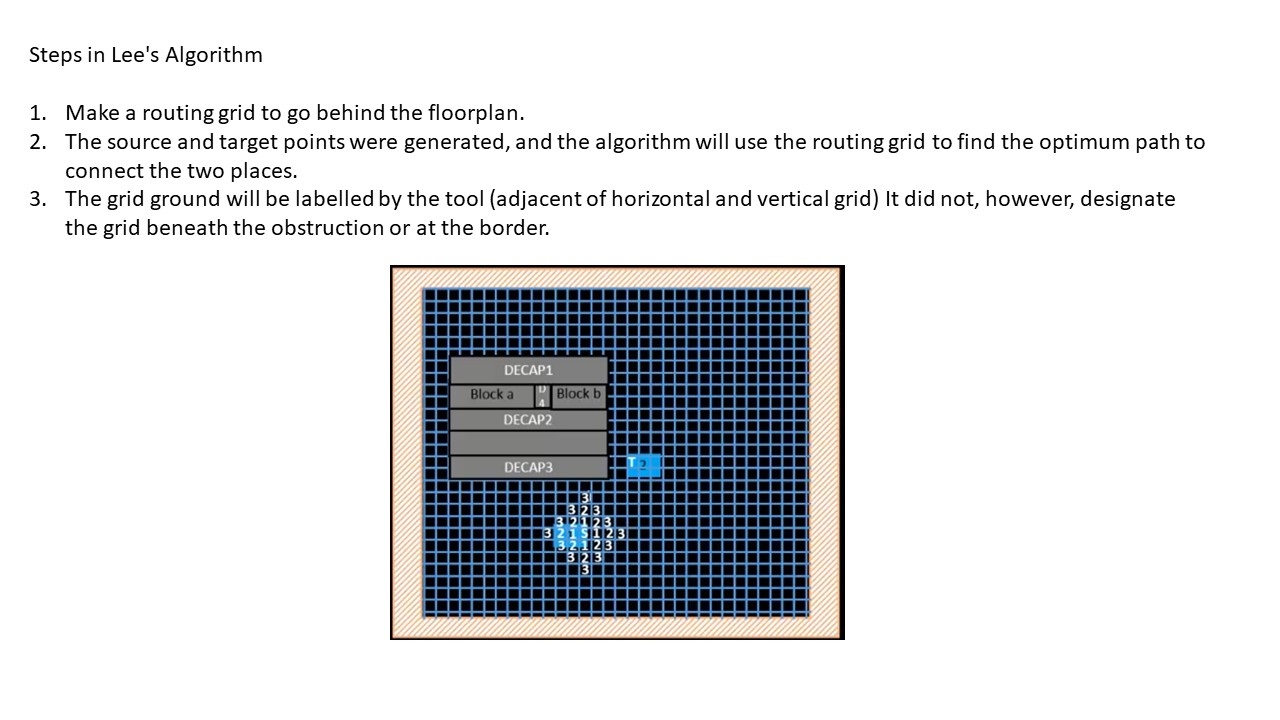 Steps in Lee's Algorithm
1. Make a routing grid to go behind the floorplan.
2. The source and target points were generated, and the algorithm will use the routing grid to find the optimum path to
connect the two places.
3. The grid ground will be labelled by the tool (adjacent of horizontal and vertical grid) It did not, however, designate
the grid beneath the obstruction or at the border.
DECAP1
Block a
D
4
Block b
DECAP2
DECAP3
T 2
3
3 2 3
3 2 1 2 3
3 2 1 S 1 2 3
3 2 1 2 3
3 2 3
3